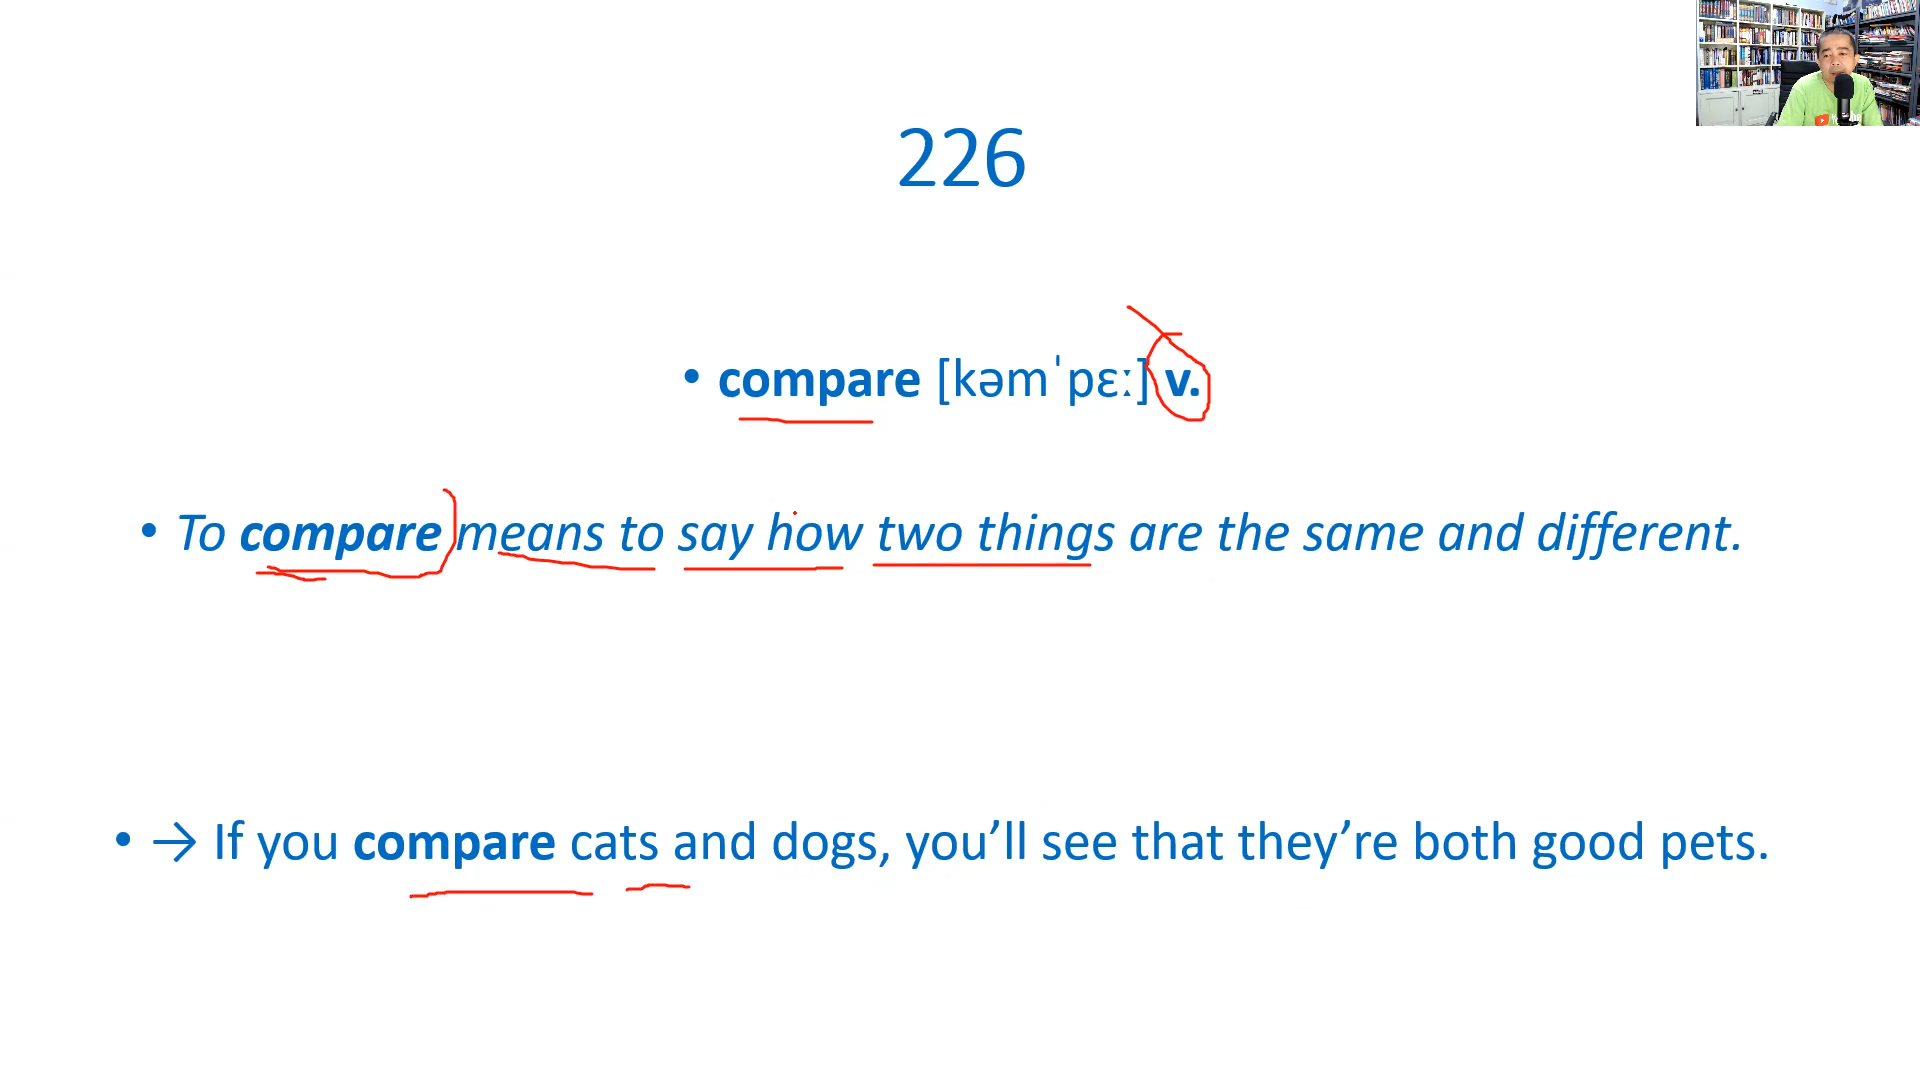 226
• compare [kəmˈpɛː] v.
• To compare means to say how two things are the same and different.
• → If you compare cats and dogs, you’ll see that they’re both good pets.